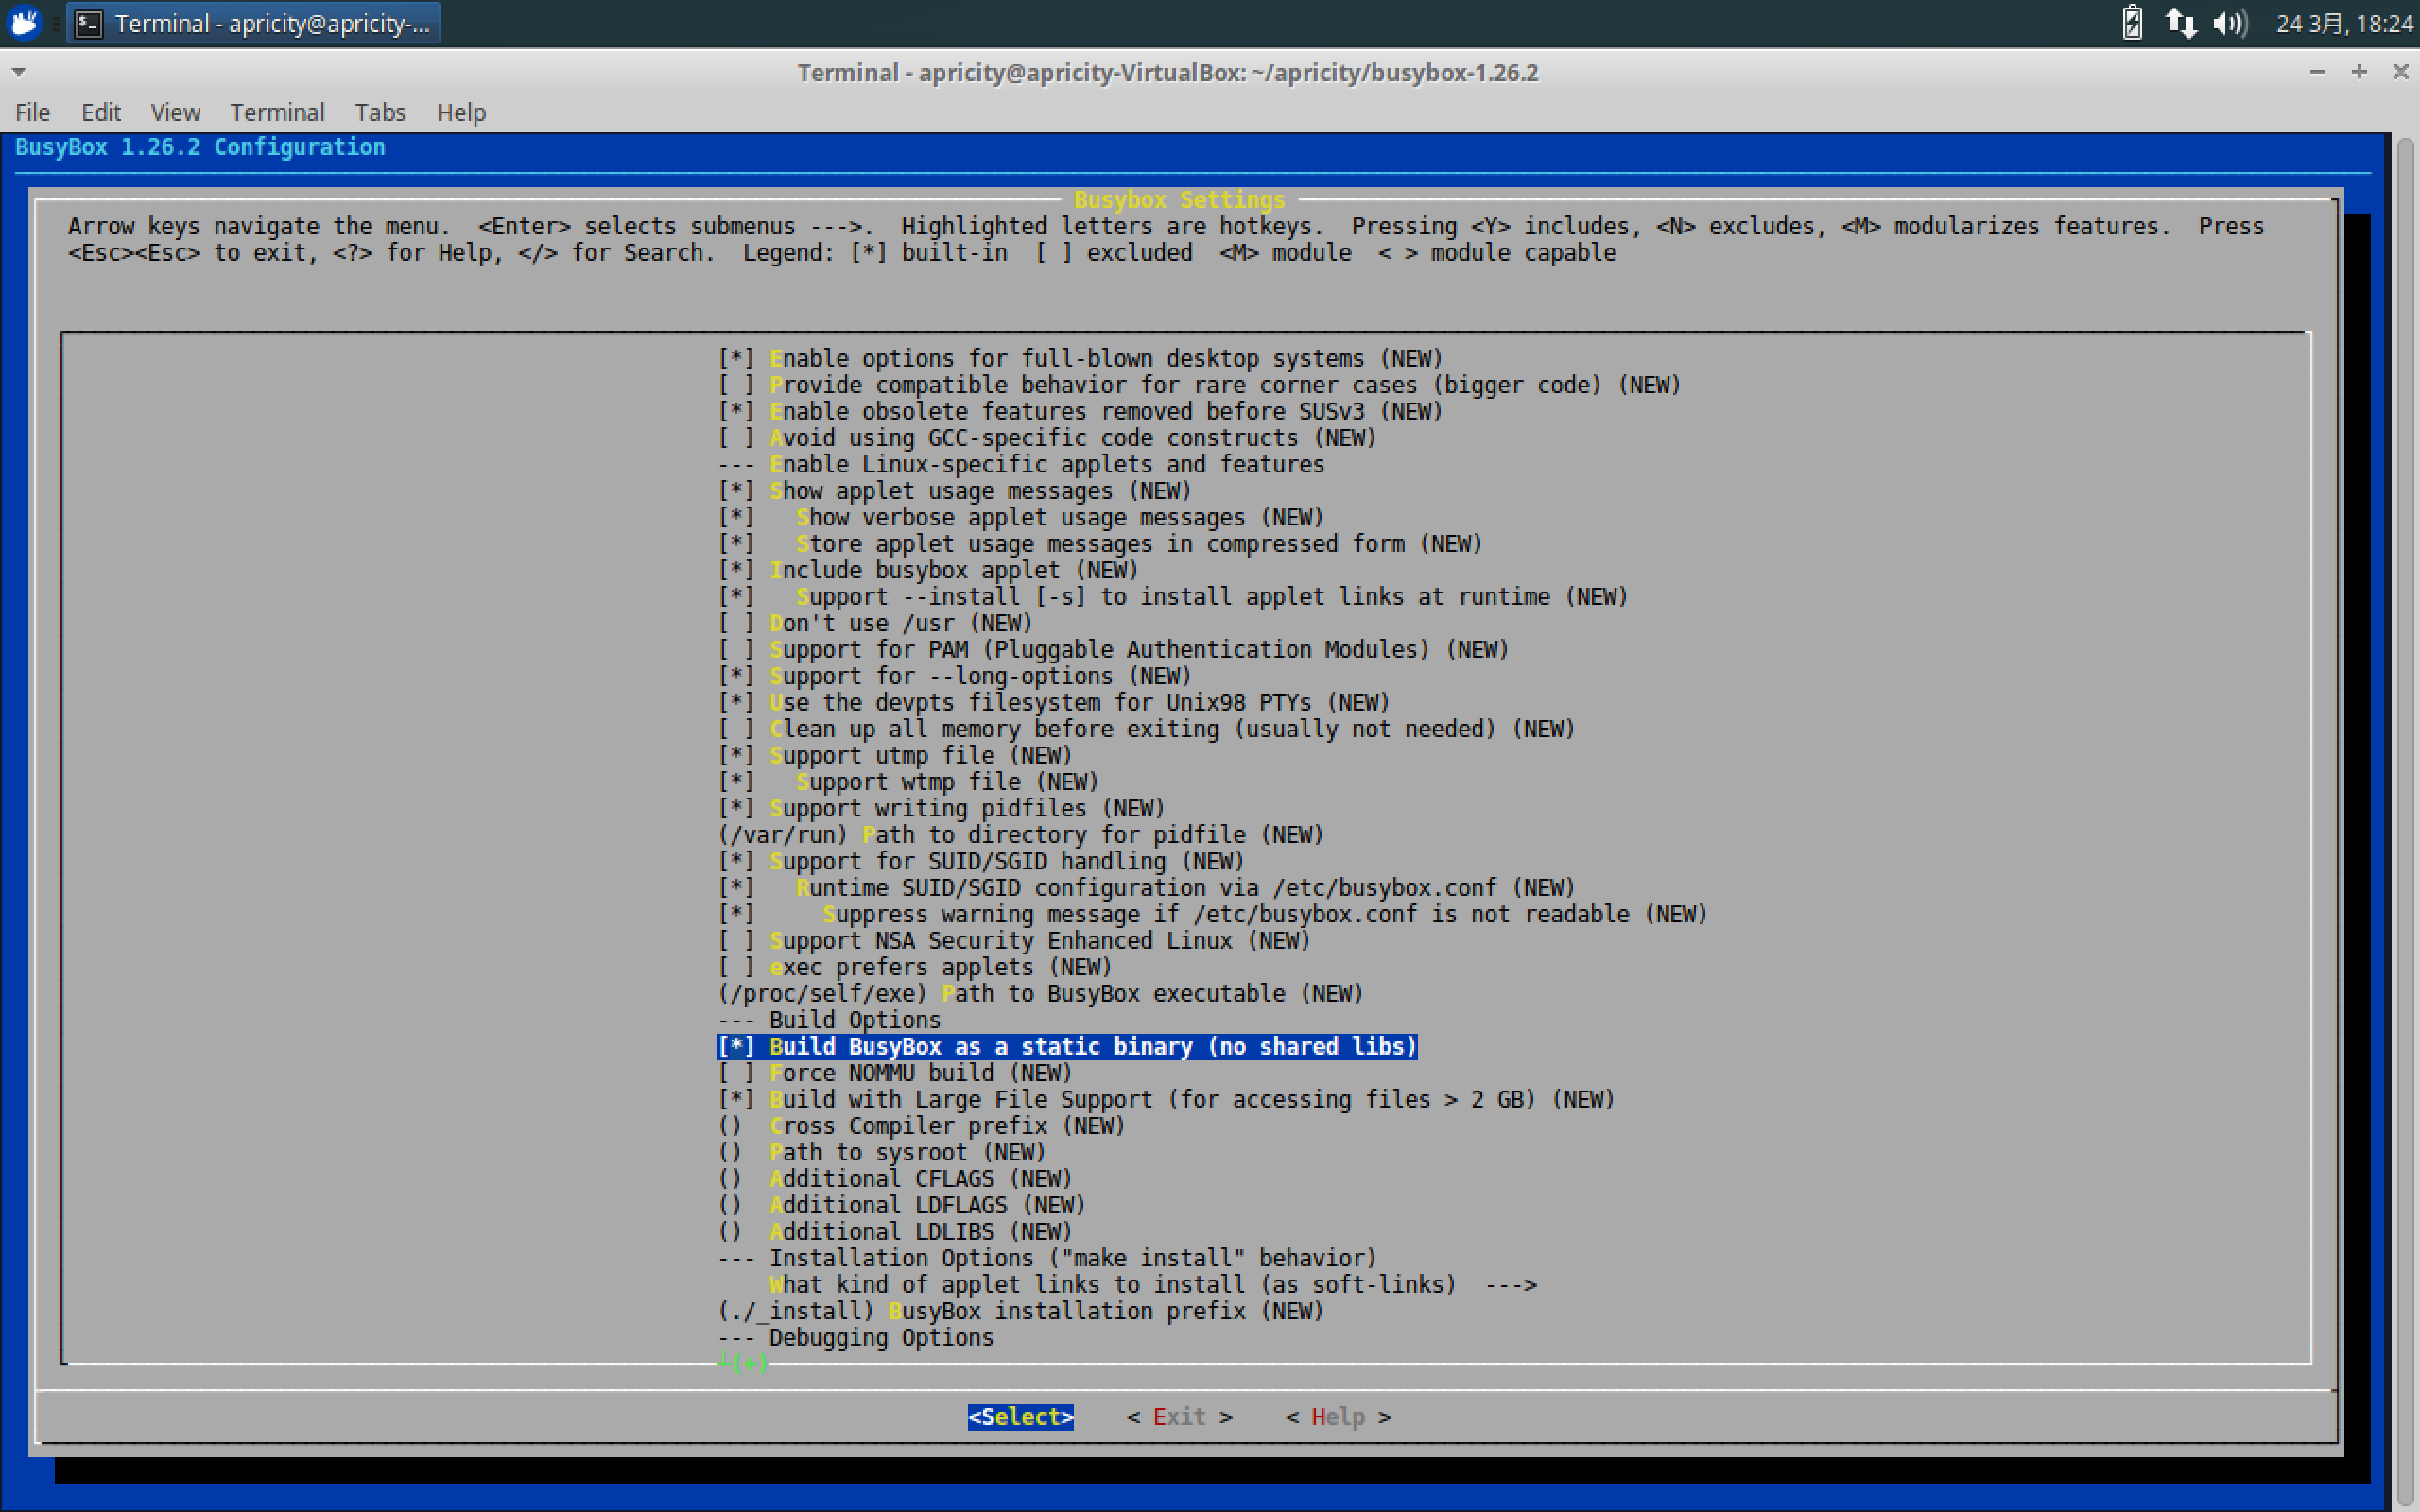 Terminal - apricity@apricity-...
24 3月, 18:24
Terminal - apricity@apricity-VirtualBox: ~/apricity/busybox-1.26.2
File Edit View Terminal Tabs Help
BusyBox 1.26.2 Configuration
Busybox Settings
Arrow keys navigate the menu.  <Enter> selects submenus --->.  Highlighted letters are hotkeys.  Pressing <Y> includes, <N> excludes, <M> modularizes features.  Press
<Esc><Esc> to exit, <?> for Help, </> for Search.  Legend: [*] built-in  [ ] excluded  <M> module  < > module capable
[*] Enable options for full-blown desktop systems (NEW)
[ ] Provide compatible behavior for rare corner cases (bigger code) (NEW)
[*] Enable obsolete features removed before SUSv3 (NEW)
[ ] Avoid using GCC-specific code constructs (NEW)
--- Enable Linux-specific applets and features
[*] Show applet usage messages (NEW)
[*]   Show verbose applet usage messages (NEW)
[*]   Store applet usage messages in compressed form (NEW)
[*] Include busybox applet (NEW)
[*]   Support --install [-s] to install applet links at runtime (NEW)
[ ] Don't use /usr (NEW)
[ ] Support for PAM (Pluggable Authentication Modules) (NEW)
[*] Support for --long-options (NEW)
[*] Use the devpts filesystem for Unix98 PTYs (NEW)
[ ] Clean up all memory before exiting (usually not needed) (NEW)
[*] Support utmp file (NEW)
[*]   Support wtmp file (NEW)
[*] Support writing pidfiles (NEW)
(/var/run) Path to directory for pidfile (NEW)
[*] Support for SUID/SGID handling (NEW)
[*]   Runtime SUID/SGID configuration via /etc/busybox.conf (NEW)
[*]     Suppress warning message if /etc/busybox.conf is not readable (NEW)
[ ] Support NSA Security Enhanced Linux (NEW)
[ ] exec prefers applets (NEW)
(/proc/self/exe) Path to BusyBox executable (NEW)
--- Build Options
[*] Build BusyBox as a static binary (no shared libs)
[ ] Force NOMMU build (NEW)
[*] Build with Large File Support (for accessing files > 2 GB) (NEW)
()  Cross Compiler prefix (NEW)
()  Path to sysroot (NEW)
()  Additional CFLAGS (NEW)
()  Additional LDFLAGS (NEW)
()  Additional LDLIBS (NEW)
--- Installation Options ("make install" behavior)
    What kind of applet links to install (as soft-links)  --->
(./_install) BusyBox installation prefix (NEW)
--- Debugging Options
┴(+)
<Select>    < Exit >    < Help >